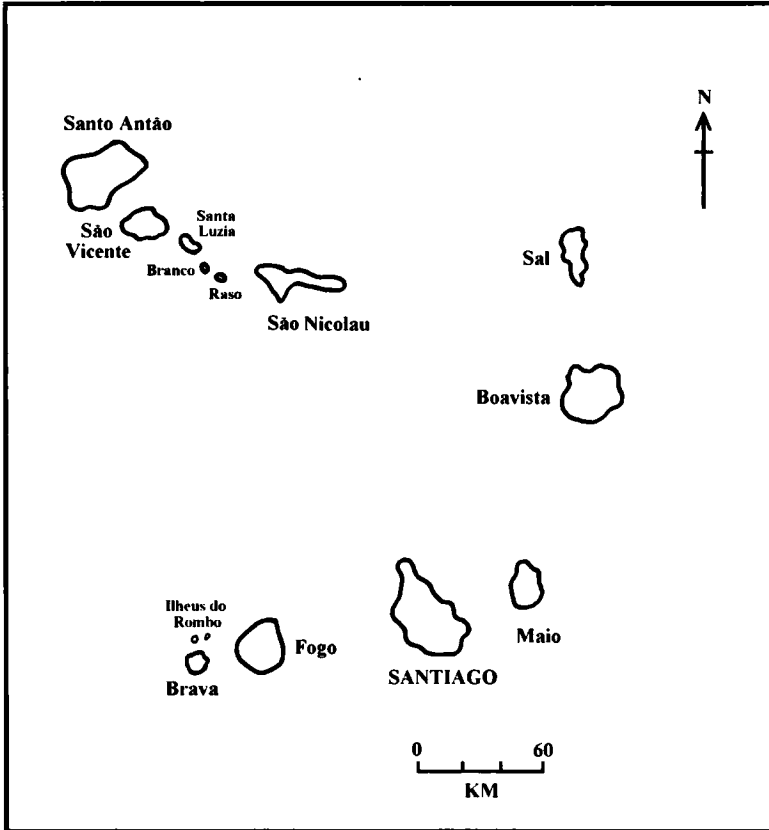 N
Santo Antão
São
Vicente
Santa
Luzia
Branco
Raso
São Nicolau
Sal
Boavista
Ilheus do
Rombo
Brava
Fogo
SANTIAGO
Maio
0 60
KM